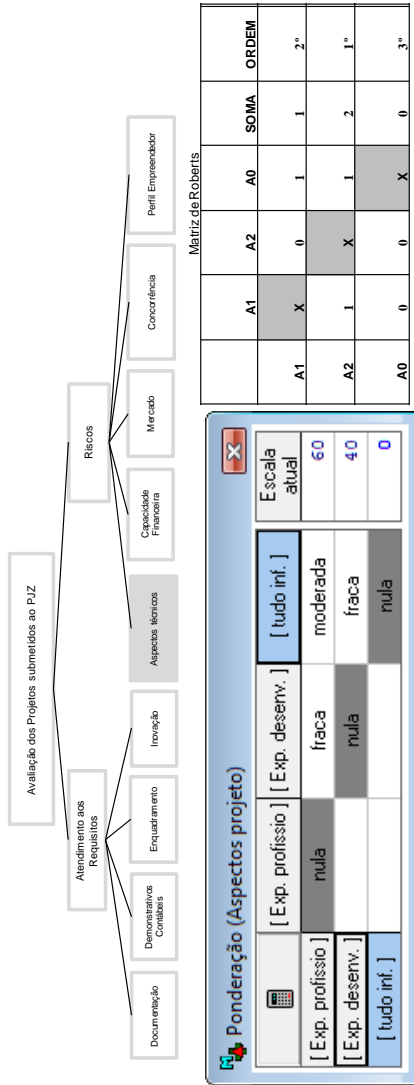 Avaliação dos Projetos submetidos ao PJZ
Atendimento aos
Requisitos
Riscos
Documentação
Demonstrativos
Contábeis
Enquadramento
Inovação
Aspectos técnicos
Capacidade
Financeira
Mercado
Concorrência
Perfil Empreendedor
Ponderação (Aspectos projeto)
[ Exp. profissio ] [ Exp. desenv. ] [ tudo inf. ] Escala
atual
[ Exp. profissio ] nula fraca moderada 60
[ Exp. desenv. ] nula fraca 40
[ tudo inf. ] nula 0
Matriz de Roberts
A1 A2 A0 SOMA ORDEM
A1 X 0 1 1 2º
A2 1 X 1 2 1º
A0 0 0 X 0 3º